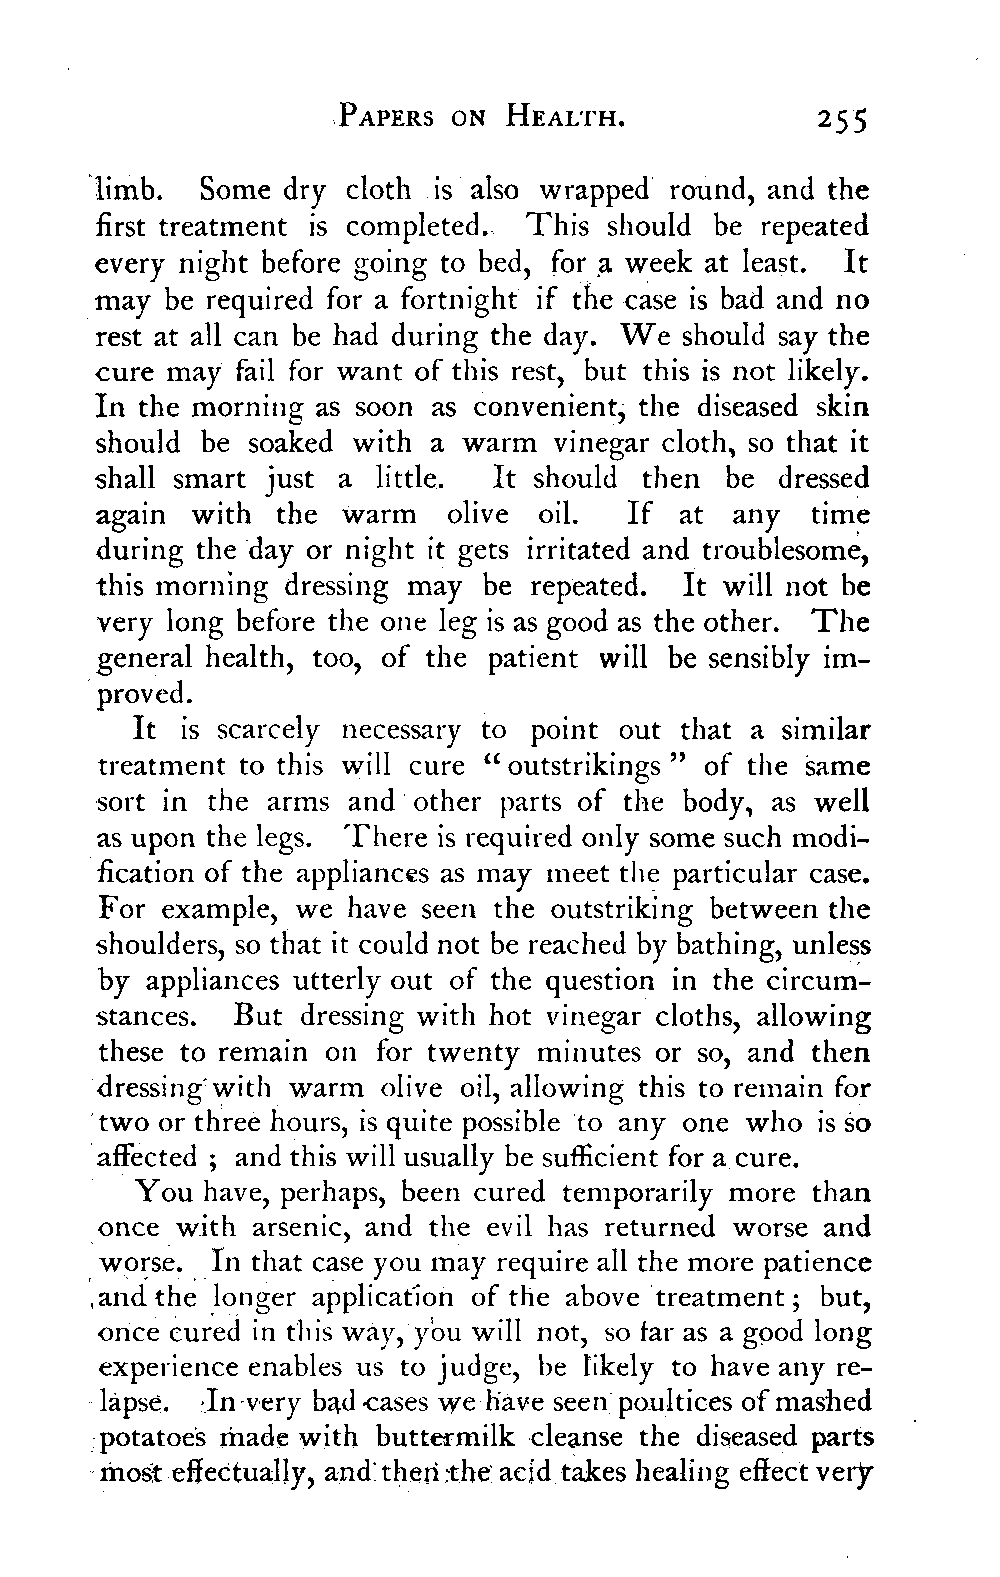 PAPERS ON HEALTH. 255
limb. Some dry cloth is also wrapped round, and the
first treatment is completed. This should be repeated
every night before going to bed, for a week at least. It
may be required for a fortnight if the case is bad and no
rest at all can be had during the day. We should say the
cure may fail for want of this rest, but this is not likely.
In the morning as soon as convenient, the diseased skin
should be soaked with a warm vinegar cloth, so that it
shall smart just a little. It should then be dressed
again with the warm olive oil. If at any time
during the day or night it gets irritated and troublesome,
this morning dressing may be repeated. It will not be
very long before the one leg is as good as the other. The
general health, too, of the patient will be sensibly im-
proved.
It is scarcely necessary to point out that a similar
treatment to this will cure “outstrikings” of the same
sort in the arms and other parts of the body, as well
as upon the legs. There is required only some such modi-
fication of the appliances as may meet the particular case.
For example, we have seen the outstriking between the
shoulders, so that it could not be reached by bathing, unless
by appliances utterly out of the question in the circum-
stances. But dressing with hot vinegar cloths, allowing
these to remain on for twenty minutes or so, and then
dressing with warm olive oil, allowing this to remain for
two or three hours, is quite possible to any one who is so
affected ; and this will usually be sufficient for a cure.
You have, perhaps, been cured temporarily more than
once with arsenic, and the evil has returned worse and
worse. In that case you may require all the more patience
and the longer application of the above treatment ; but,
once cured in this way, you will not, so far as a good long
experience enables us to judge, be likely to have any re-
lapse. In very bad cases we have seen poultices of mashed
potatoes made with buttermilk cleanse the diseased parts
most effectually, and then the acid takes healing effect very